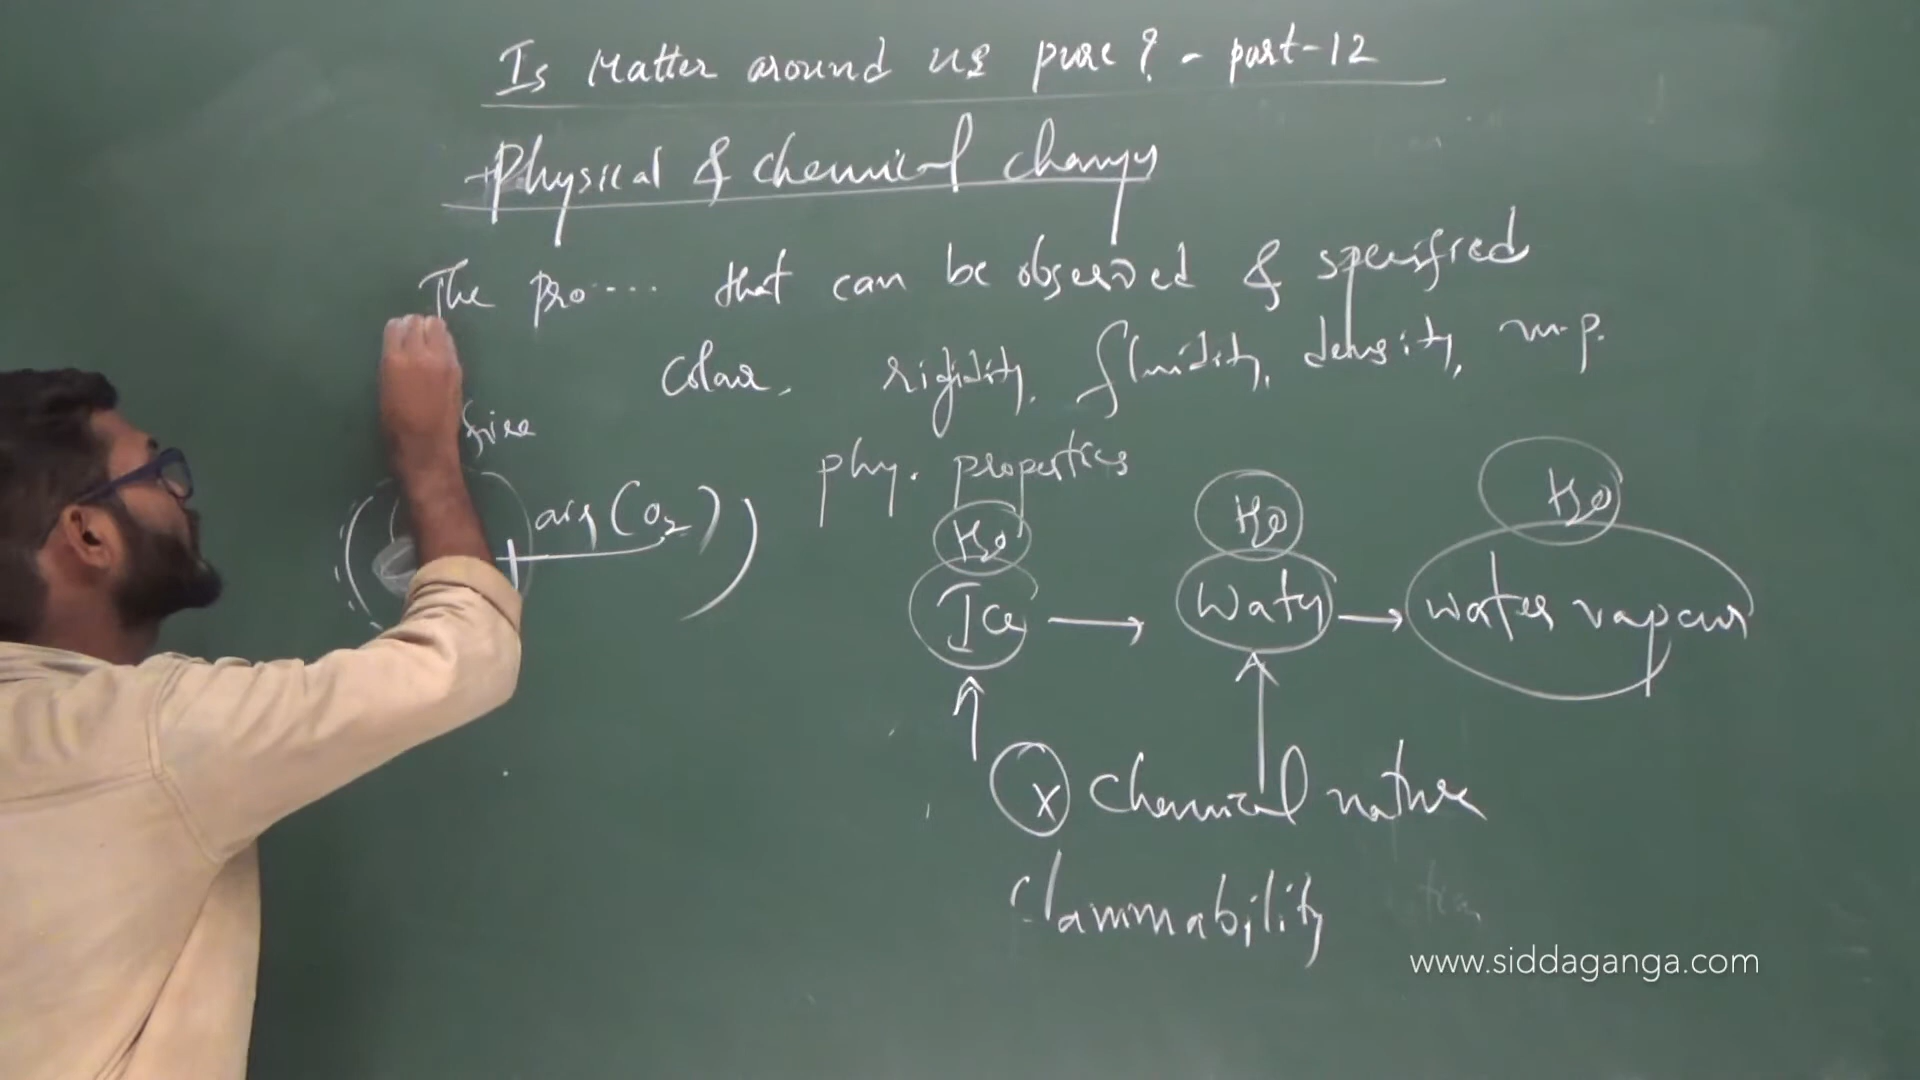 Is Matter around us pure? - part-12
Physical & chemical changes
The pro.... that can be observed & specified
Colour, rigidity, fluidity, density, m.p.
fire
phy. properties
air (O2)
H2O H2O H2O
Ice → Water → water vapour
x Chemical nature
flammability
www.siddaganga.com